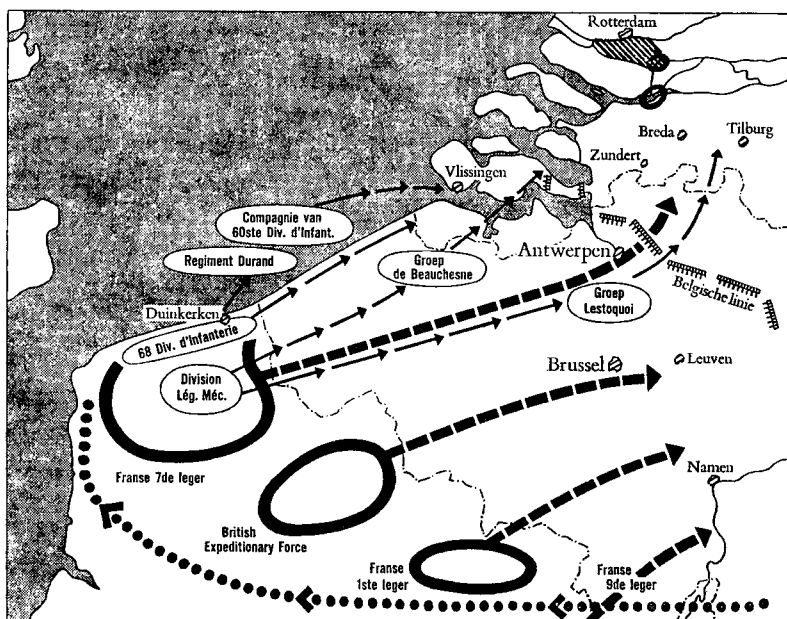 Rotterdam
Breda
Tilburg
Zundert
Vlissingen
Compagnie van
60ste Div. d'Infant.
Regiment Durand
Groep
de Beauchesne
Antwerpen
Belgische linie
Groep
Lestoquoi
Duinkerken
68 Div. d'Infanterie
Division
Lég. Méc.
Brussel
Leuven
Franse 7de leger
Namen
British
Expeditionary Force
Franse
1ste leger
Franse
9de leger